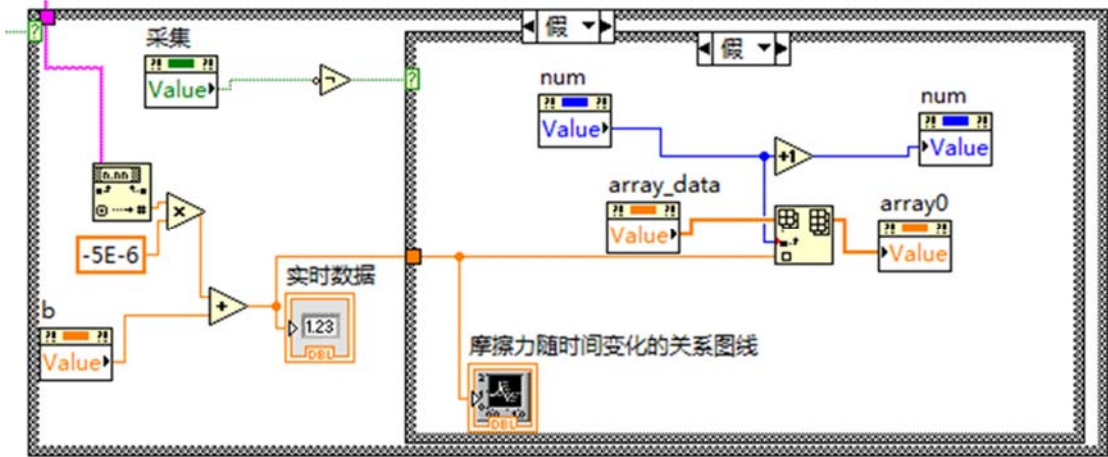 假
假
采集
Value
num
Value
num
Value
array_data
Value
array0
Value
-5E-6
b
Value
实时数据
1.23
DBL
摩擦力随时间变化的关系图线
DBL
+1
?
?